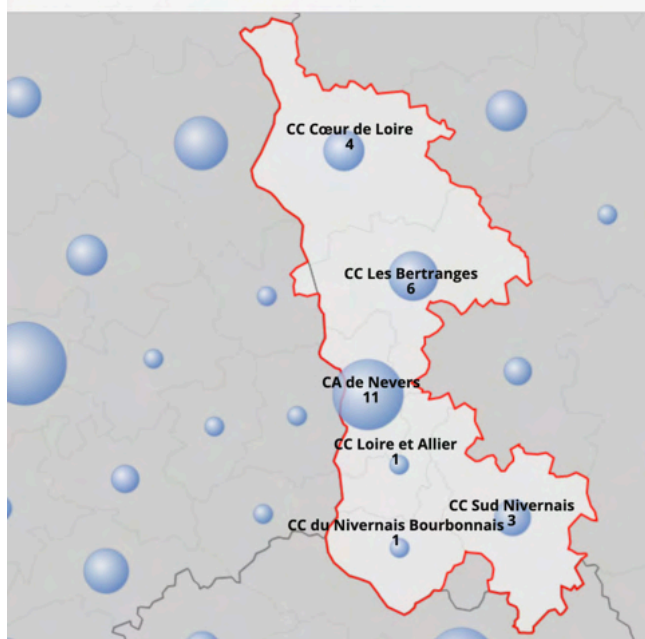 CC Cœur de Loire
4
CC Les Bertranges
6
CA de Nevers
11
CC Loire et Allier
1
CC Sud Nivernais
3
CC du Nivernais Bourbonnais
1